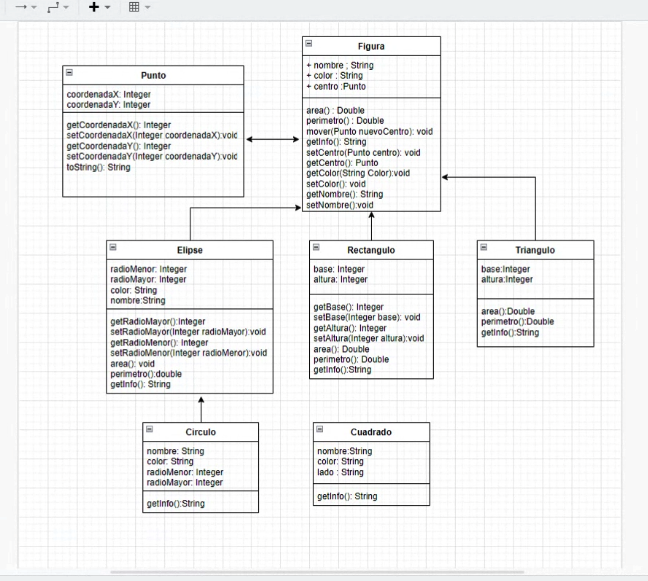 Figura
+ nombre : String
+ color : String
+ centro :Punto
area() : Double
perimetro() : Double
mover(Punto nuevoCentro): void
getInfo(): String
setCentro(Punto centro): void
getCentro(): Punto
getColor(String Color):void
setColor(): void
getNombre(): String
setNombre():void
Punto
coordenadaX: Integer
coordenadaY: Integer
getCoordenadaX(): Integer
setCoordenadaX(Integer coordenadaX):void
getCoordenadaY(): Integer
setCoordenadaY(Integer coordenadaY):void
toString(): String
Elipse
radioMenor: Integer
radioMayor: Integer
color: String
nombre:String
getRadioMayor():Integer
setRadioMayor(Integer radioMayor):void
getRadioMenor(): Integer
setRadioMenor(Integer radioMenor):void
area(): void
perimetro():double
getInfo(): String
Rectangulo
base: Integer
altura: Integer
getBase(): Integer
setBase(Integer base): void
getAltura(): Integer
setAltura(Integer altura):void
area(): Double
perimetro(): Double
getInfo():String
Triangulo
base:Integer
altura:Integer
area():Double
perimetro():Double
getInfo():String
Circulo
nombre: String
color: String
radioMenor: Integer
radioMayor: Integer
getInfo():String
Cuadrado
nombre:String
color: String
lado : String
getInfo(): String